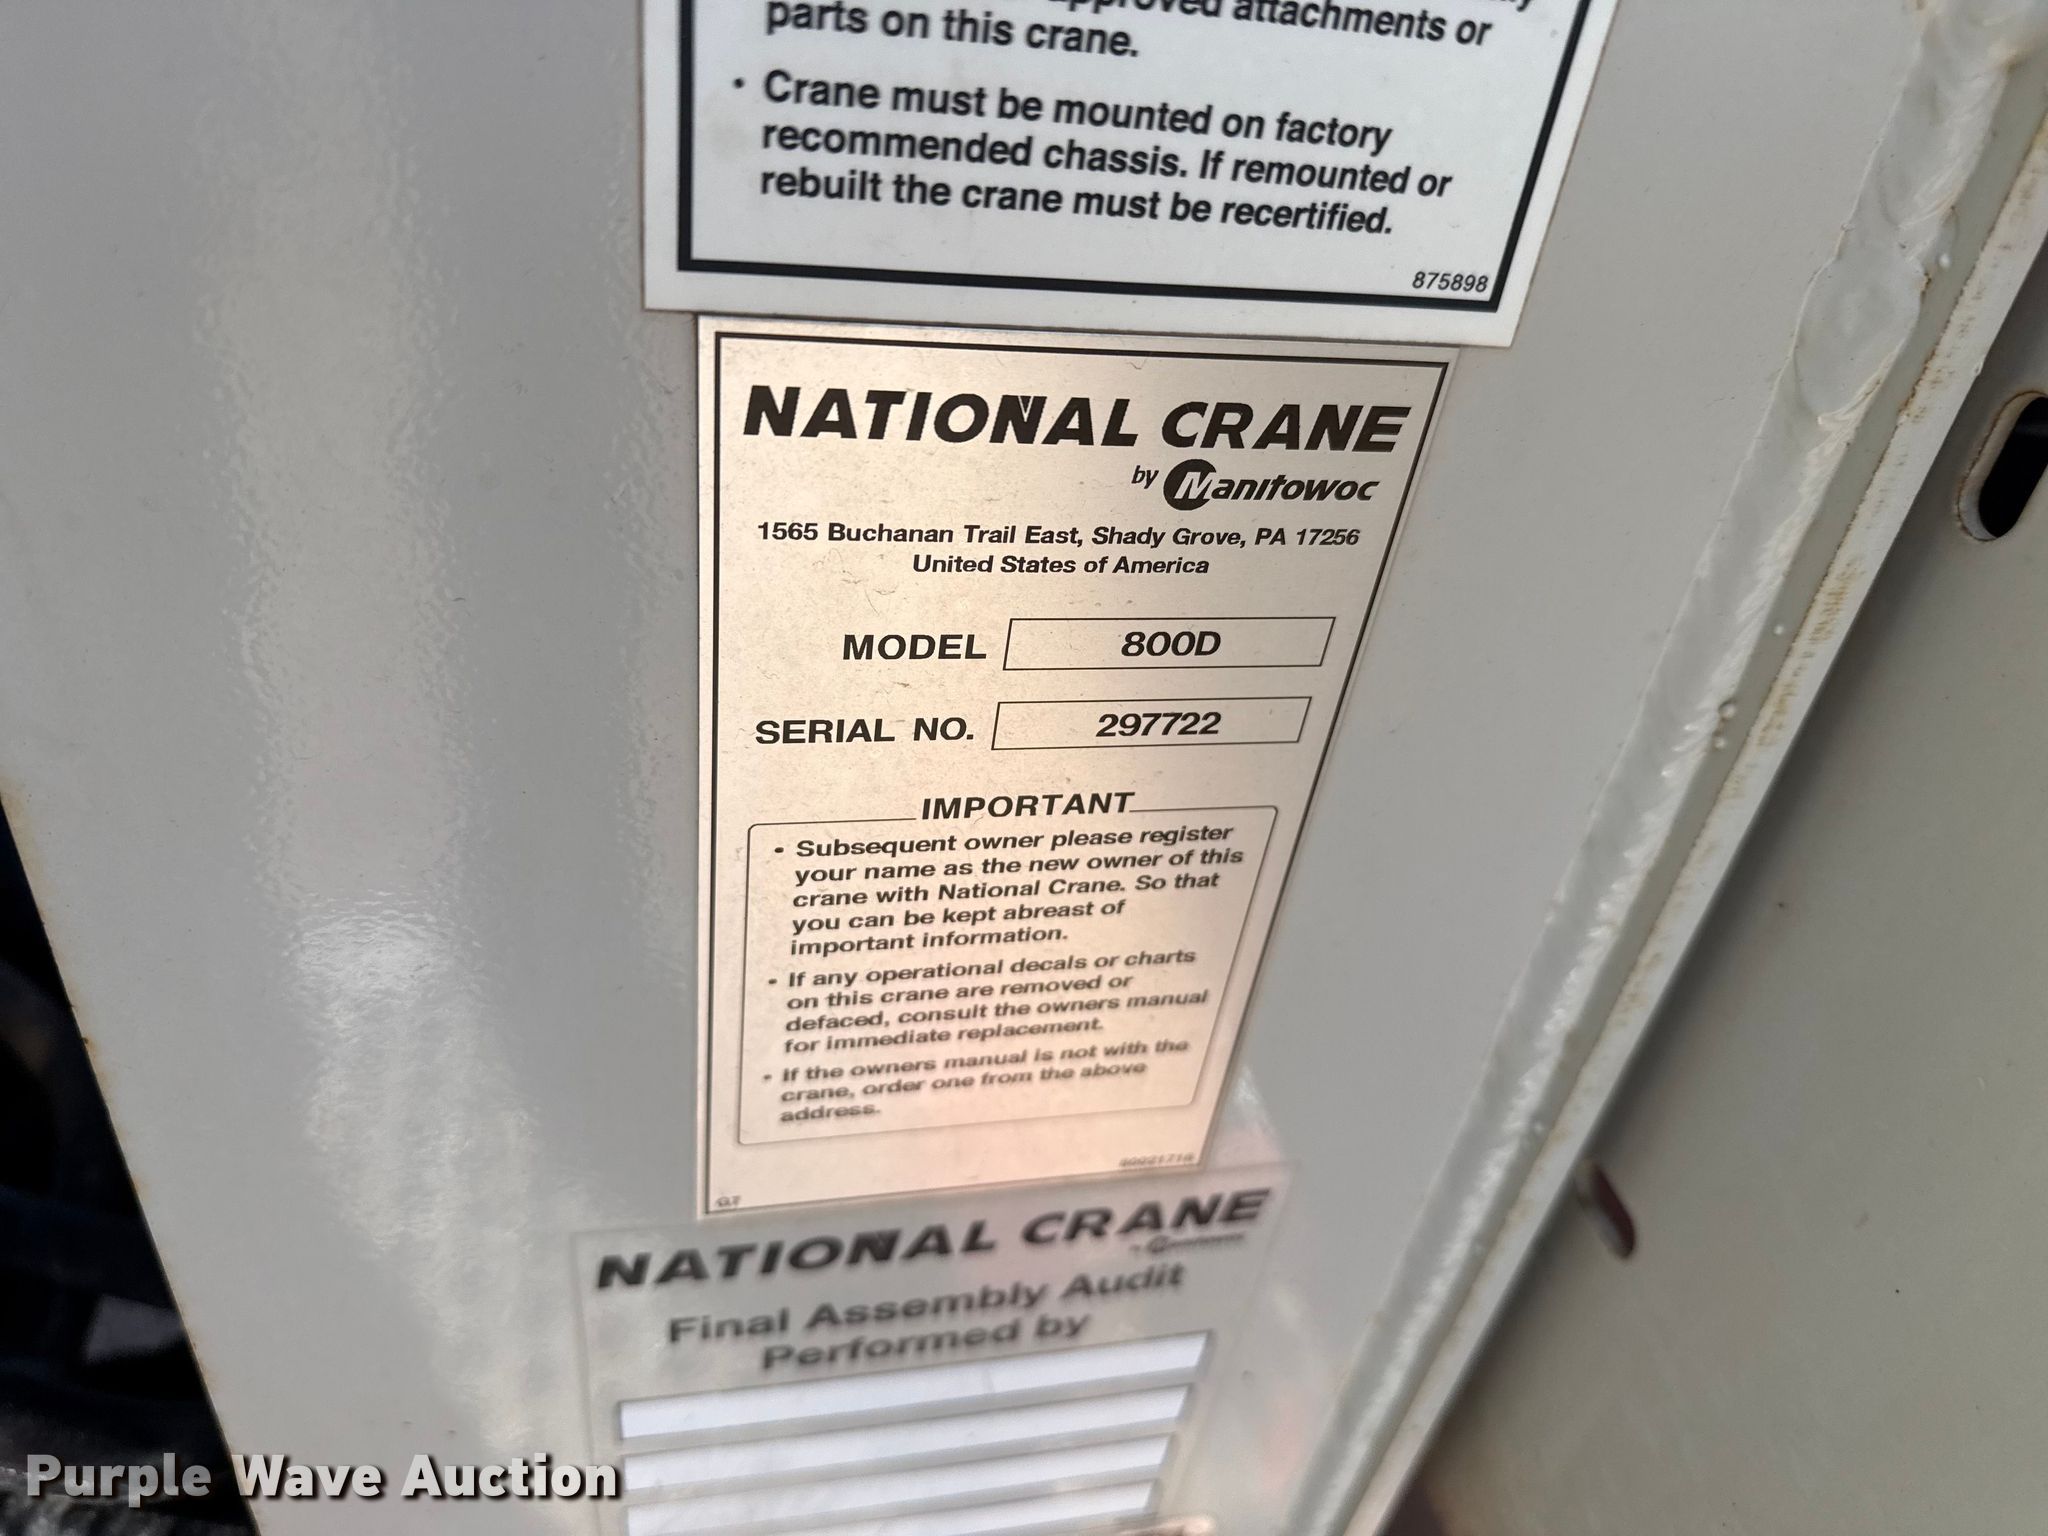 approved attachments or
parts on this crane.
• Crane must be mounted on factory
recommended chassis. If remounted or
rebuilt the crane must be recertified.
875898
NATIONAL CRANE
by Manitowoc
1565 Buchanan Trail East, Shady Grove, PA 17256
United States of America
MODEL 800D
SERIAL NO. 297722
IMPORTANT
• Subsequent owner please register
your name as the new owner of this
crane with National Crane. So that
you can be kept abreast of
important information.
• If any operational decals or charts
on this crane are removed or
defaced, consult the owners manual
for immediate replacement.
• If the owners manual is not with the
crane, order one from the above
address.
NATIONAL CRANE
Final Assembly Audit
Performed by
Purple Wave Auction